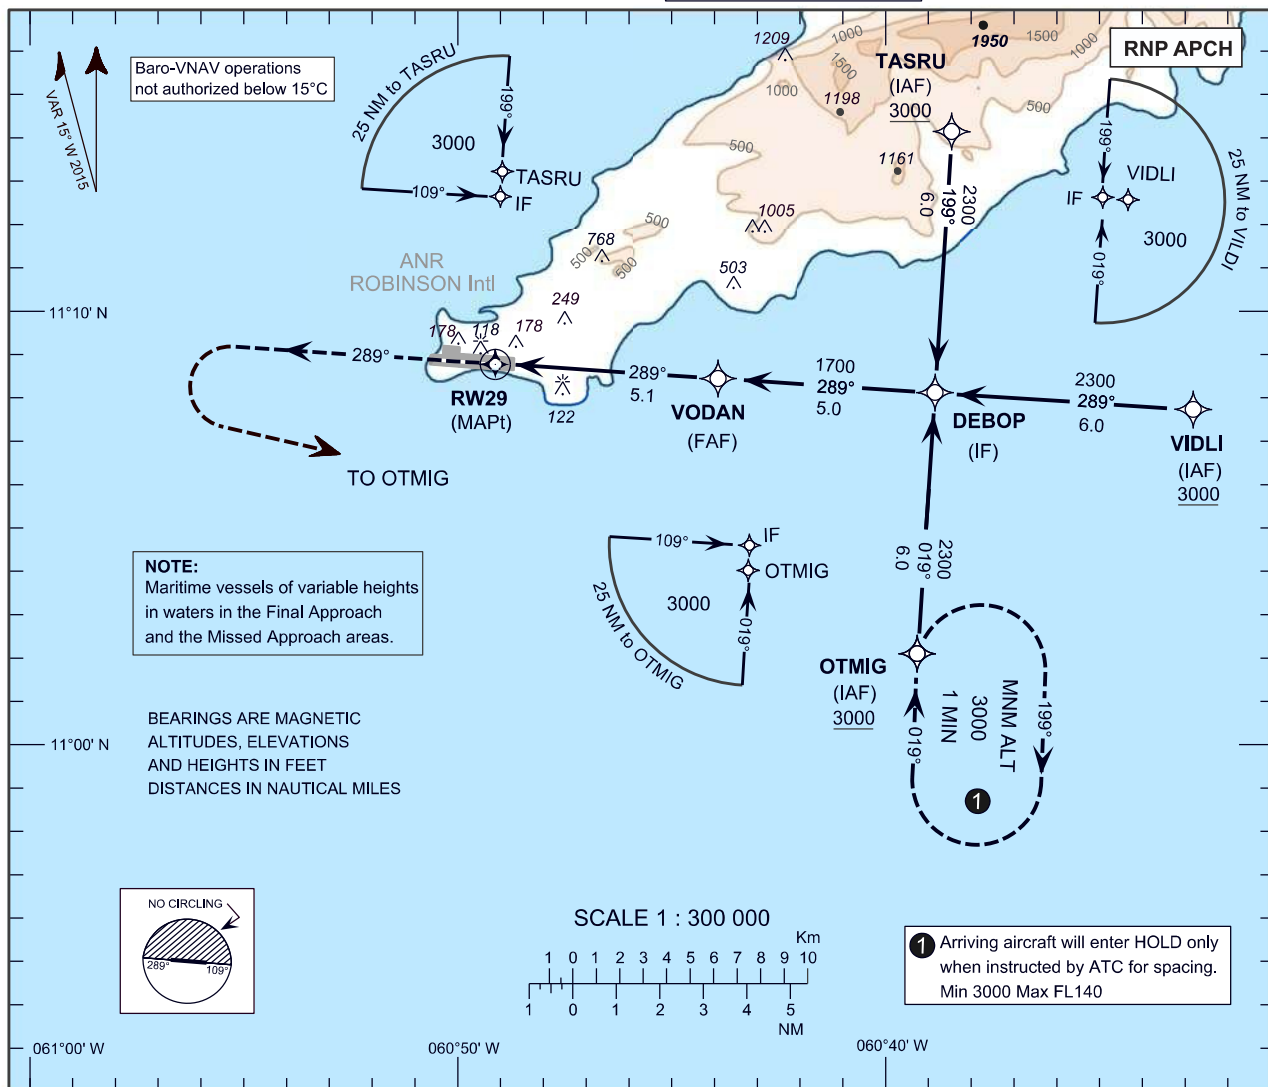 RNP APCH
Baro-VNAV operations
not authorized below 15°C
VAR 15° W 2015
25 NM to TASRU
199°
3000
TASRU
IF
109°
1209
1000
1500
1950
1500
1000
TASRU
(IAF)
3000
1000
1198
500
500
1161
1005
500
768
500
500
503
249
178
118
178
122
2300
199°
6.0
199°
VIDLI
IF
3000
019°
25 NM to VILDI
ANR
ROBINSON Intl
11°10' N
289°
RW29
(MAPt)
289°
5.1
VODAN
(FAF)
1700
289°
5.0
DEBOP
(IF)
2300
289°
6.0
VIDLI
(IAF)
3000
TO OTMIG
NOTE:
Maritime vessels of variable heights
in waters in the Final Approach
and the Missed Approach areas.
109°
IF
OTMIG
3000
019°
25 NM to OTMIG
2300
019°
6.0
OTMIG
(IAF)
3000
019°
MNM ALT
3000
1 MIN
199°
1
11°00' N
BEARINGS ARE MAGNETIC
ALTITUDES, ELEVATIONS
AND HEIGHTS IN FEET
DISTANCES IN NAUTICAL MILES
NO CIRCLING
289°
109°
SCALE 1 : 300 000
Km
1 0 1 2 3 4 5 6 7 8 9 10
1 0 1 2 3 4 5
NM
1 Arriving aircraft will enter HOLD only
when instructed by ATC for spacing.
Min 3000 Max FL140
061°00' W
060°50' W
060°40' W